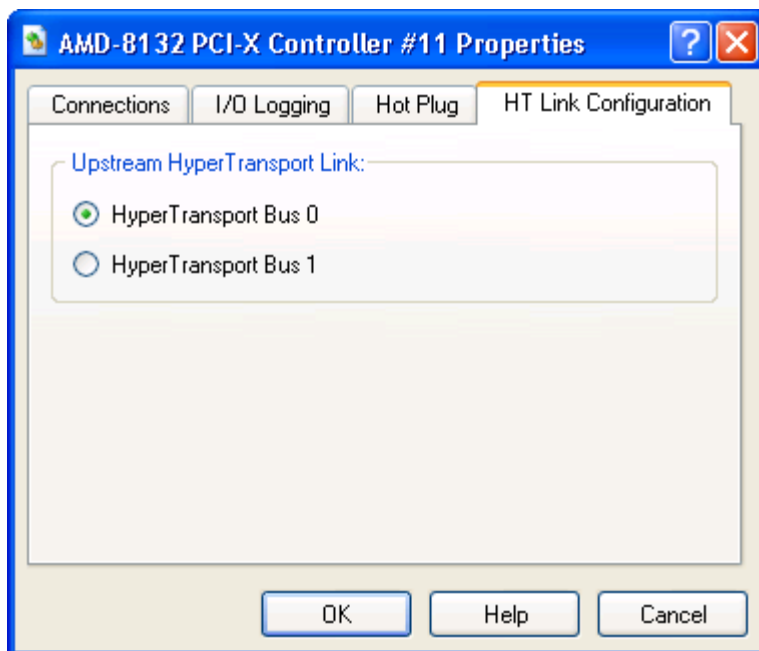 AMD-8132 PCI-X Controller #11 Properties
?
Connections I/O Logging Hot Plug HT Link Configuration
Upstream HyperTransport Link:
HyperTransport Bus 0
HyperTransport Bus 1
OK Help Cancel